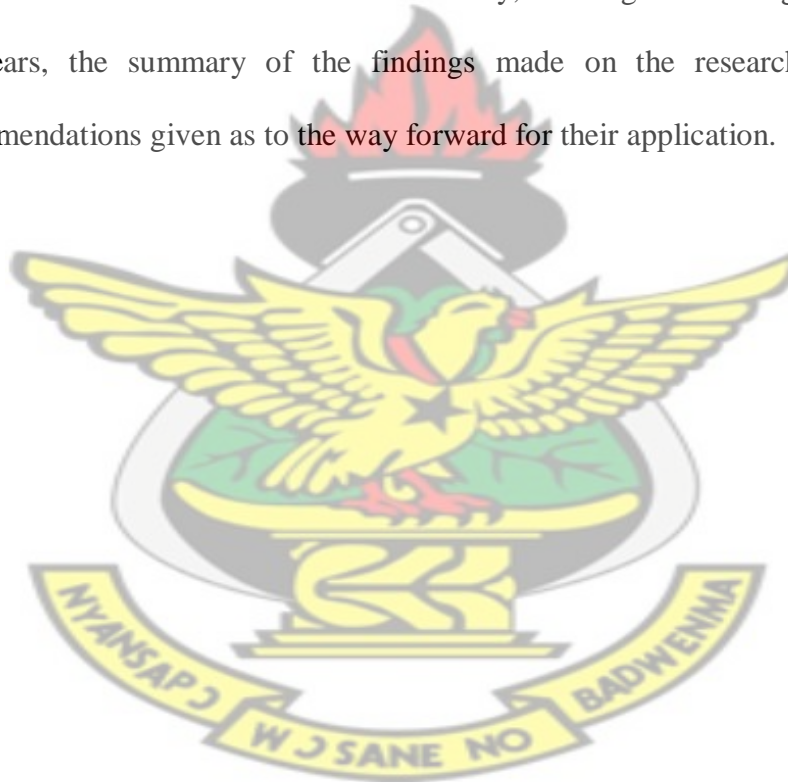 ears, the summary of the findings made on the research
mendations given as to the way forward for their application.
NYANSAPƆ
WƆSANE NO
BADWENMA